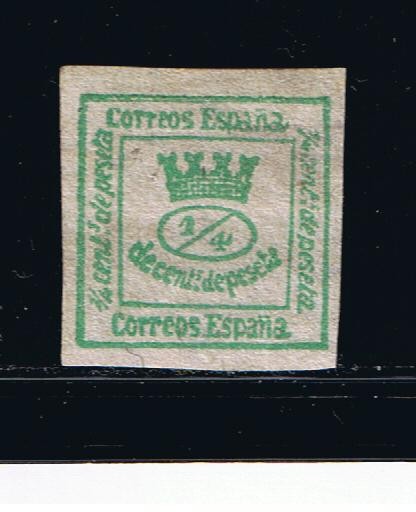 Correos España
¼ cent.s de peseta
¼ cent.s de peseta
1/4
de cent.s de peseta
Correos España